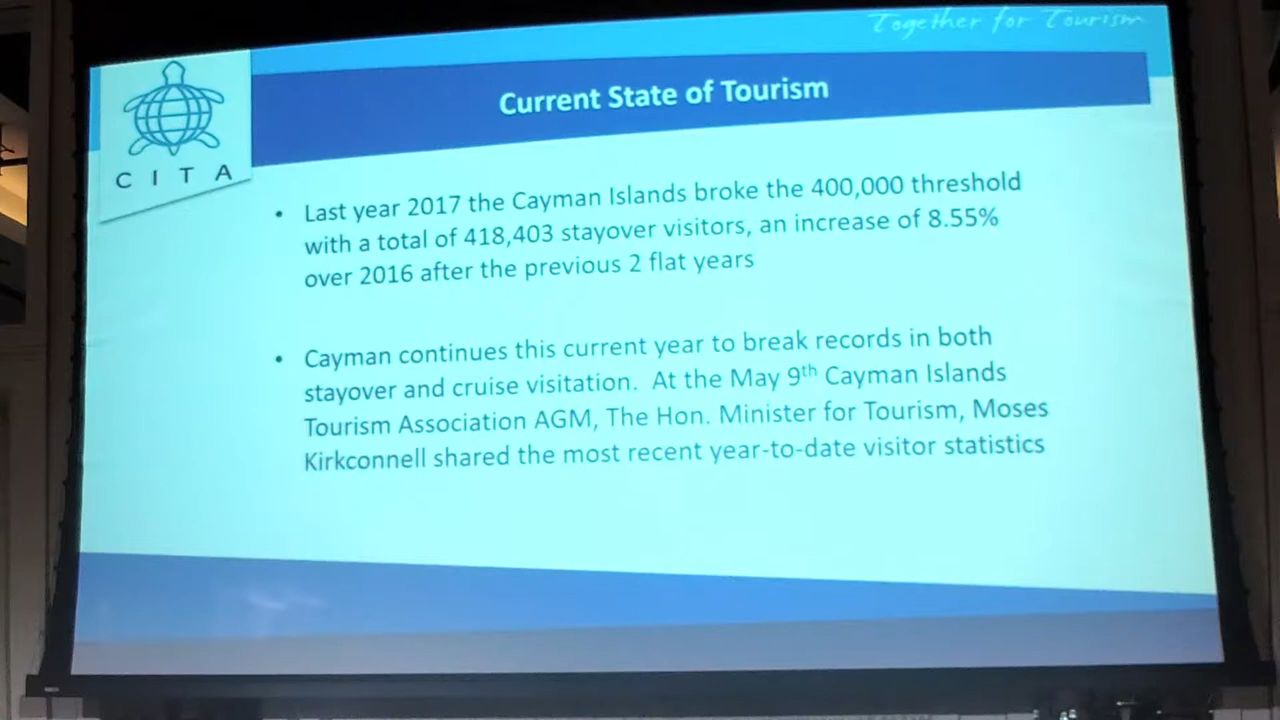 Together for Tourism
Current State of Tourism
C I T A
• Last year 2017 the Cayman Islands broke the 400,000 threshold
with a total of 418,403 stayover visitors, an increase of 8.55%
over 2016 after the previous 2 flat years
• Cayman continues this current year to break records in both
stayover and cruise visitation. At the May 9th Cayman Islands
Tourism Association AGM, The Hon. Minister for Tourism, Moses
Kirkconnell shared the most recent year-to-date visitor statistics